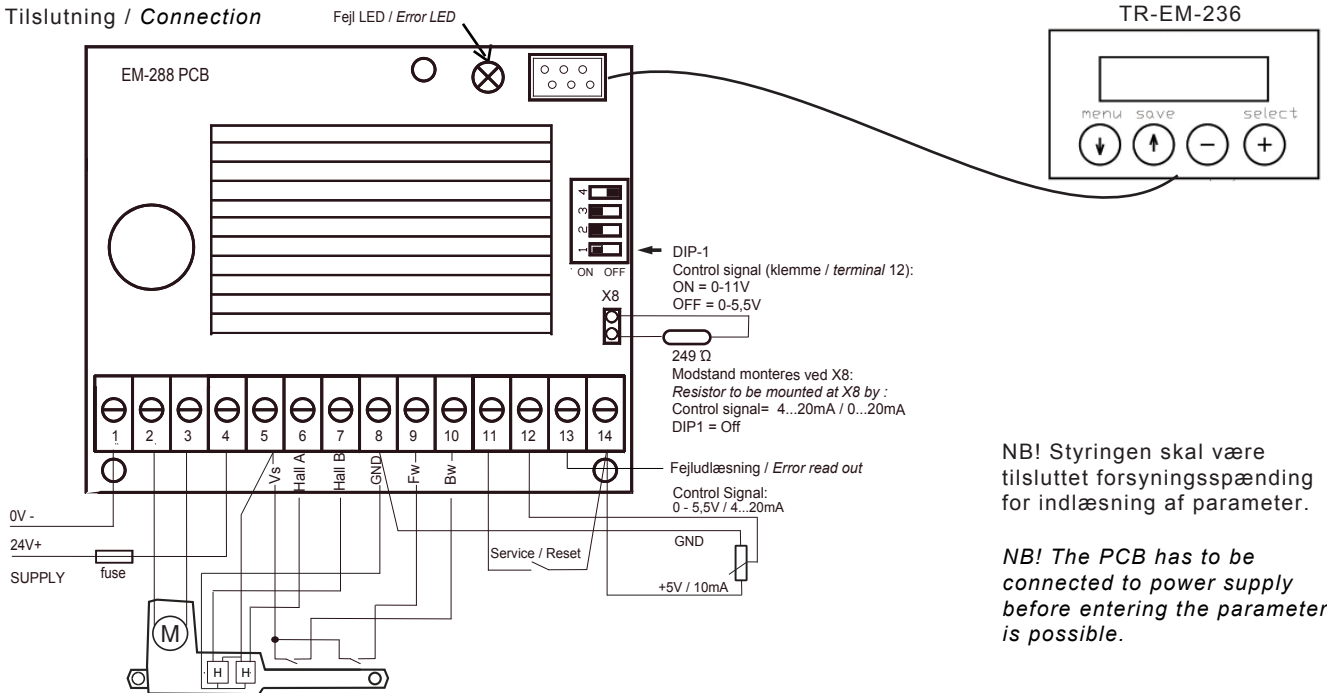 Tilslutning / Connection
Fejl LED / Error LED
TR-EM-236
EM-288 PCB
menu save select
4
3
2
1
ON OFF
DIP-1
Control signal (klemme / terminal 12):
ON = 0-11V
OFF = 0-5,5V
X8
249 Ω
Modstand monteres ved X8:
Resistor to be mounted at X8 by :
Control signal= 4...20mA / 0...20mA
DIP1 = Off
1 2 3 4 5 6 7 8 9 10 11 12 13 14
Vs
Hall A
Hall B
GND
Fw
Bw
Fejludlæsning / Error read out
Control Signal:
0 - 5,5V / 4...20mA
GND
Service / Reset
+5V / 10mA
0V -
24V+
SUPPLY
fuse
M
H H
NB! Styringen skal være
tilsluttet forsyningsspænding
for indlæsning af parameter.
NB! The PCB has to be
connected to power supply
before entering the parameter
is possible.